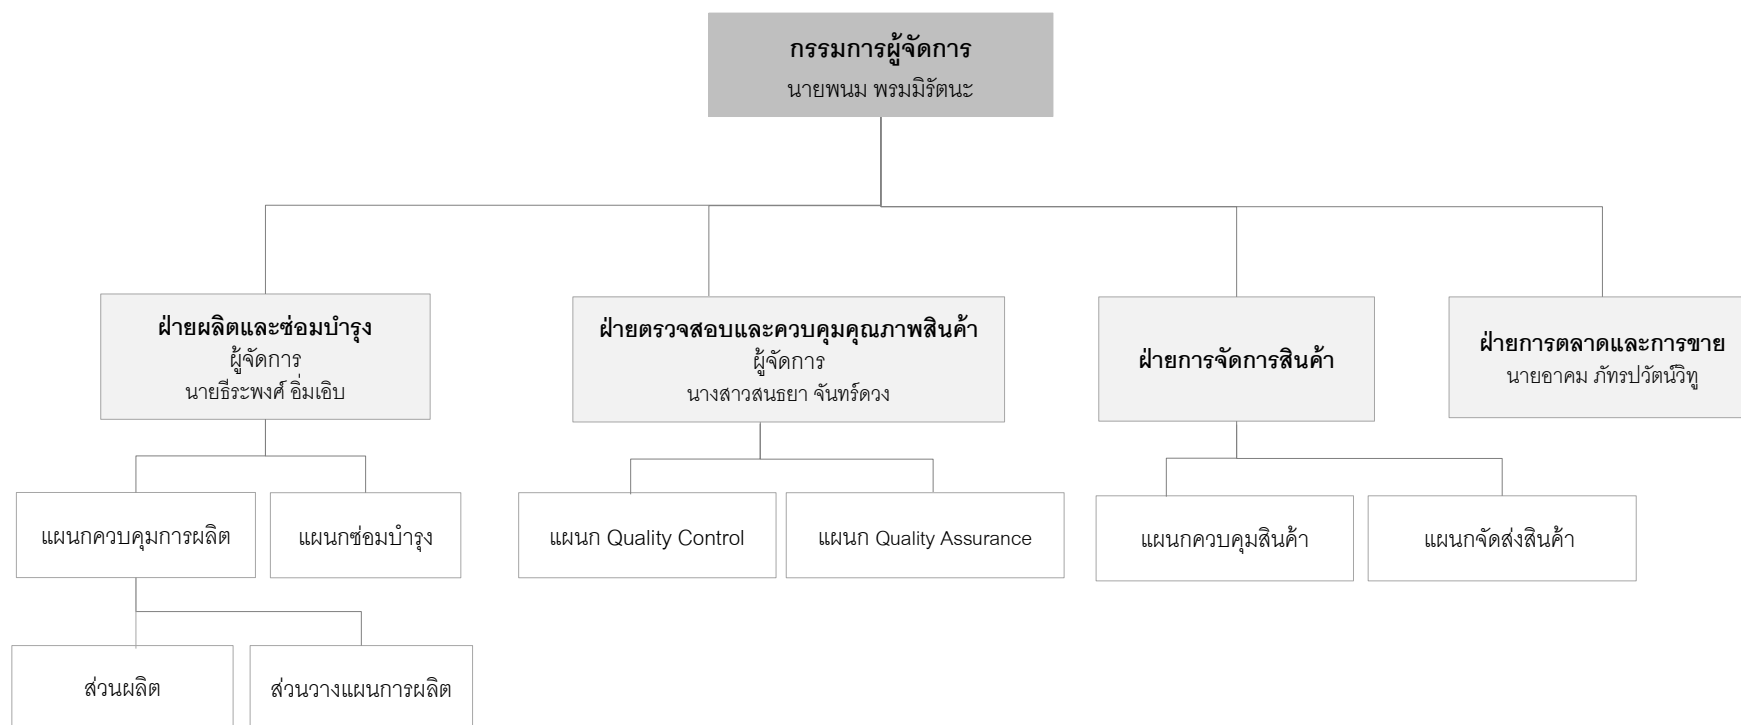 กรรมการผู้จัดการ
นายพนม พรมมิรัตนะ
ฝ่ายผลิตและซ่อมบำรุง
ผู้จัดการ
นายธีระพงศ์ อิ่มเอิบ
ฝ่ายตรวจสอบและควบคุมคุณภาพสินค้า
ผู้จัดการ
นางสาวสนธยา จันทร์ดวง
ฝ่ายการจัดการสินค้า
ฝ่ายการตลาดและการขาย
นายอาคม ภัทรปวัตน์วิทู
แผนกควบคุมการผลิต
แผนกซ่อมบำรุง
แผนก Quality Control
แผนก Quality Assurance
แผนกควบคุมสินค้า
แผนกจัดส่งสินค้า
ส่วนผลิต
ส่วนวางแผนการผลิต